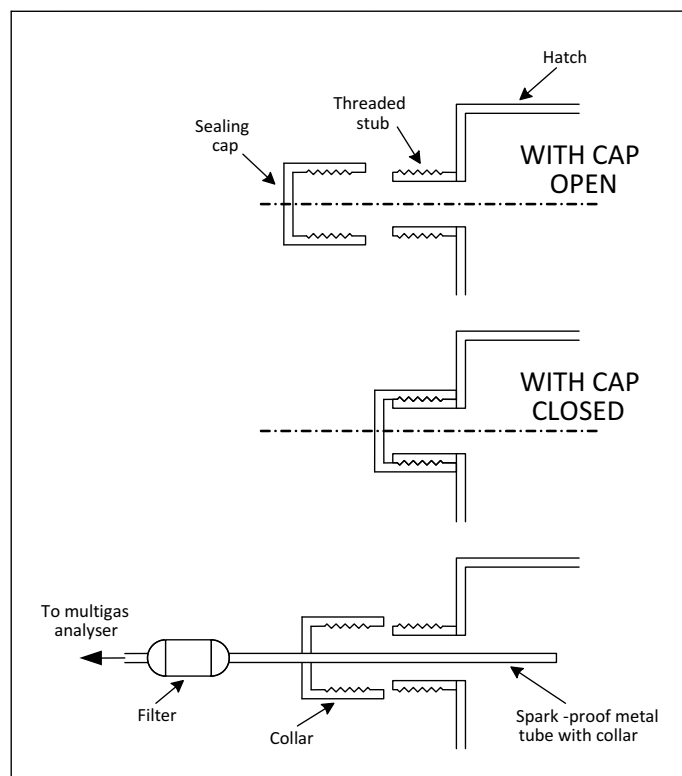 Hatch
Threaded
stub
Sealing
cap
WITH CAP
OPEN
WITH CAP
CLOSED
To multigas
analyser
Filter
Collar
Spark -proof metal
tube with collar